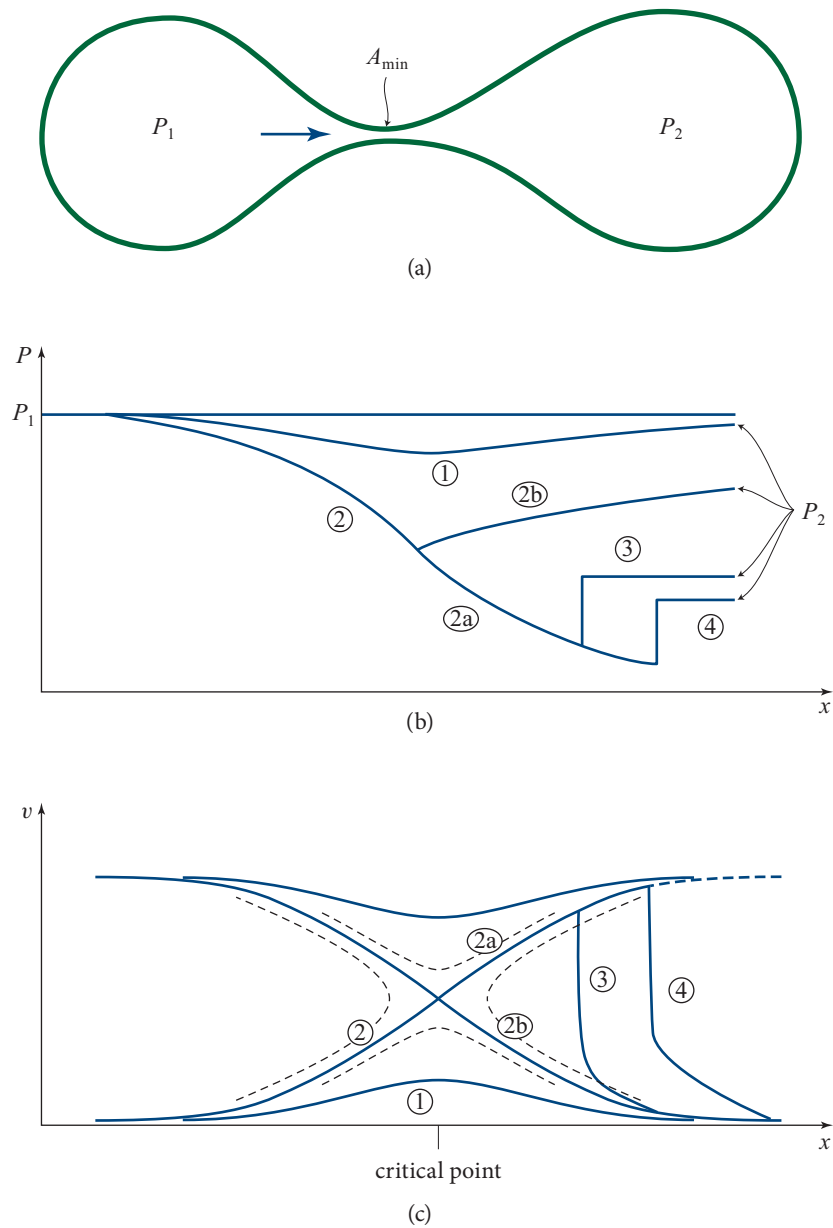 A_min
P_1
P_2
(a)
P
P_1
①
②b
②
P_2
③
②a
④
x
(b)
v
②a
③
④
②
②b
①
x
critical point
(c)